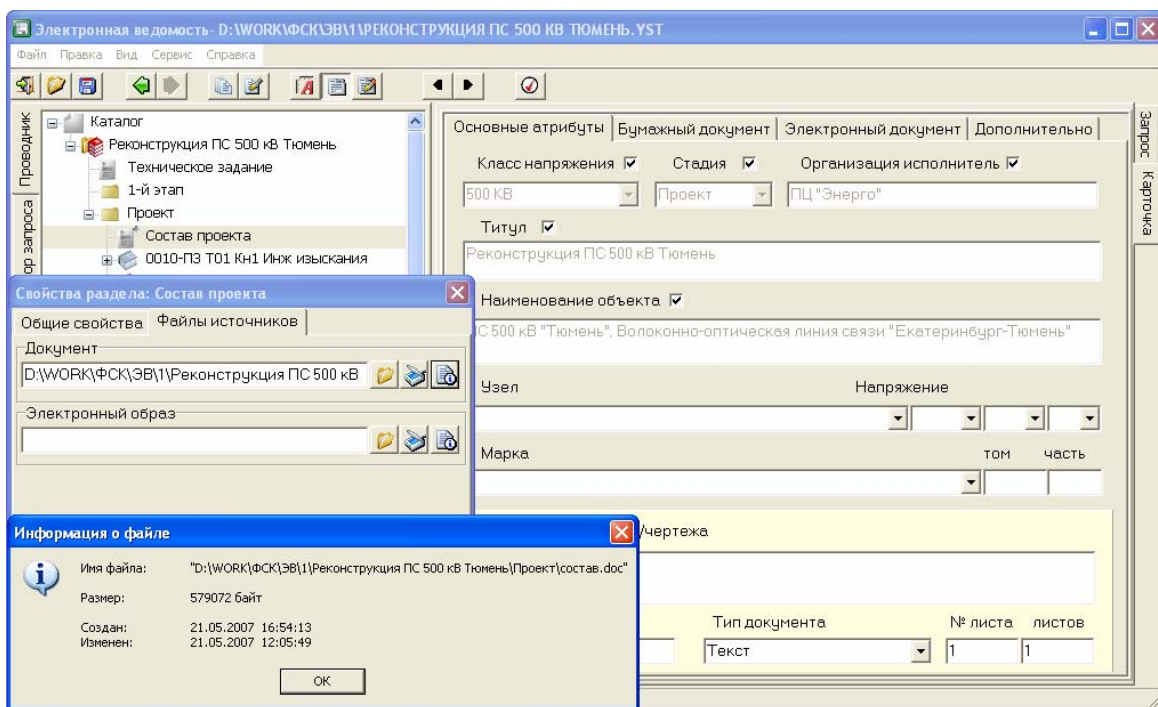 Электронная ведомость- D:\WORK\ФСК\ЭВ\1\РЕКОНСТРУКЦИЯ ПС 500 КВ ТЮМЕНЬ.YST
Файл Правка Вид Сервис Справка
Проводник
ор запроса
Каталог
Реконструкция ПС 500 кВ Тюмень
Техническое задание
1-й этап
Проект
Состав проекта
0010-ПЗ Т01 Кн1 Инж изыскания
Основные атрибуты Бумажный документ Электронный документ Дополнительно
Запрос
Карточка
Класс напряжения Стадия Организация исполнитель
500 КВ Проект ПЦ "Энерго"
Титул
Реконструкция ПС 500 кВ Тюмень
Наименование объекта
ПС 500 кВ "Тюмень", Волоконно-оптическая линия связи "Екатеринбург-Тюмень"
Узел Напряжение
Марка том часть
/чертежа
Тип документа № листа листов
Текст 1 1
Свойства раздела: Состав проекта
Общие свойства Файлы источников
Документ
D:\WORK\ФСК\ЭВ\1\Реконструкция ПС 500 кВ
Электронный образ
Информация о файле
Имя файла: "D:\WORK\ФСК\ЭВ\1\Реконструкция ПС 500 кВ Тюмень\Проект\состав.doc"
Размер: 579072 байт
Создан: 21.05.2007 16:54:13
Изменен: 21.05.2007 12:05:49
ОК